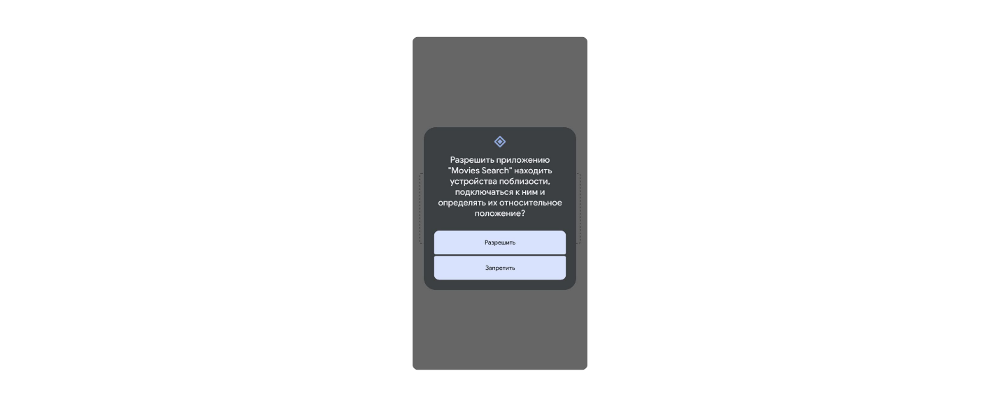 Разрешить приложению
"Movies Search" находить
устройства поблизости,
подключаться к ним и
определять их относительное
положение?
Разрешить
Запретить